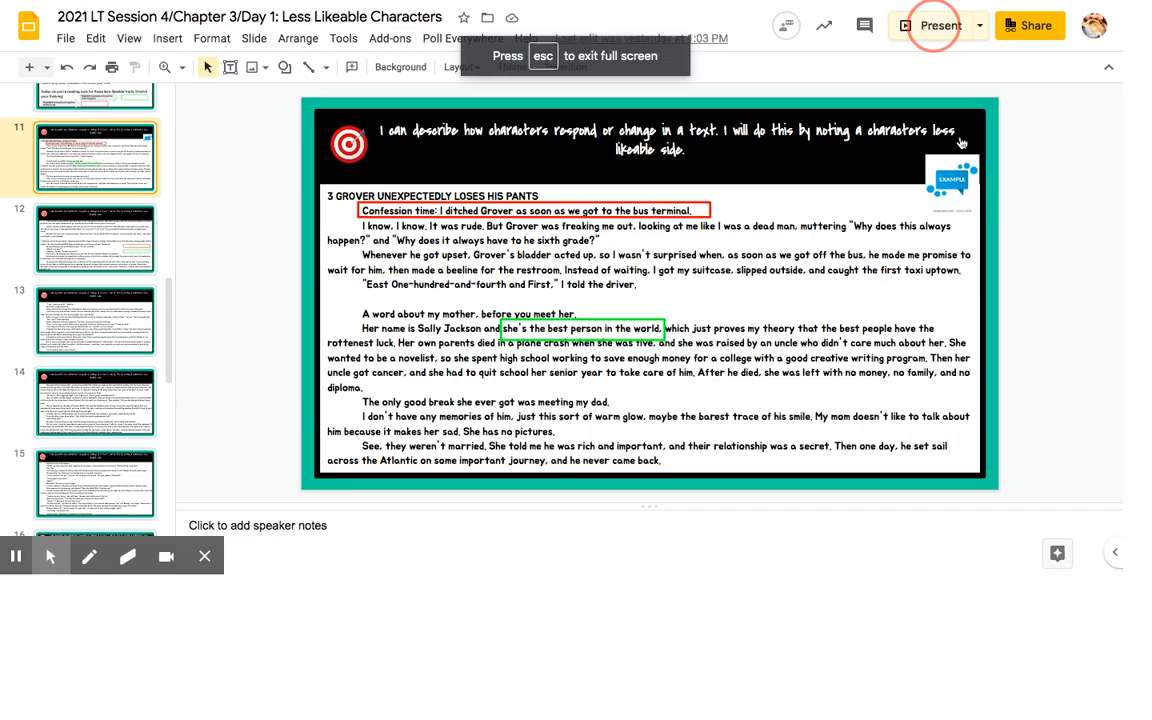 2021 LT Session 4/Chapter 3/Day 1: Less Likeable Characters
Present
Share
File Edit View Insert Format Slide Arrange Tools Add-ons Poll Everywhere Help Last edit was yesterday at 1:03 PM
Press esc to exit full screen
Background Layout Theme Transition
11
12
13
14
15
16
I can describe how characters respond or change in a text. I will do this by noting a characters less
likeable side.
EXAMPLE
3 GROVER UNEXPECTEDLY LOSES HIS PANTS
Confession time: I ditched Grover as soon as we got to the bus terminal.
I know, I know. It was rude. But Grover was freaking me out, looking at me like I was a dead man, muttering "Why does this always
happen?" and "Why does it always have to be sixth grade?"
Whenever he got upset, Grover's bladder acted up, so I wasn't surprised when, as soon as we got off the bus, he made me promise to
wait for him, then made a beeline for the restroom. Instead of waiting, I got my suitcase, slipped outside, and caught the first taxi uptown.
"East One-hundred-and-fourth and First," I told the driver.
A word about my mother, before you meet her.
Her name is Sally Jackson and she's the best person in the world, which just proves my theory that the best people have the
rottenest luck. Her own parents died in a plane crash when she was five, and she was raised by an uncle who didn't care much about her. She
wanted to be a novelist, so she spent high school working to save enough money for a college with a good creative writing program. Then her
uncle got cancer, and she had to quit school her senior year to take care of him. After he died, she was left with no money, no family, and no
diploma.
The only good break she ever got was meeting my dad.
I don't have any memories of him, just this sort of warm glow, maybe the barest trace of his smile. My mom doesn't like to talk about
him because it makes her sad. She has no pictures.
See, they weren't married. She told me he was rich and important, and their relationship was a secret. Then one day, he set sail
across the Atlantic on some important journey, and he never came back.
Click to add speaker notes